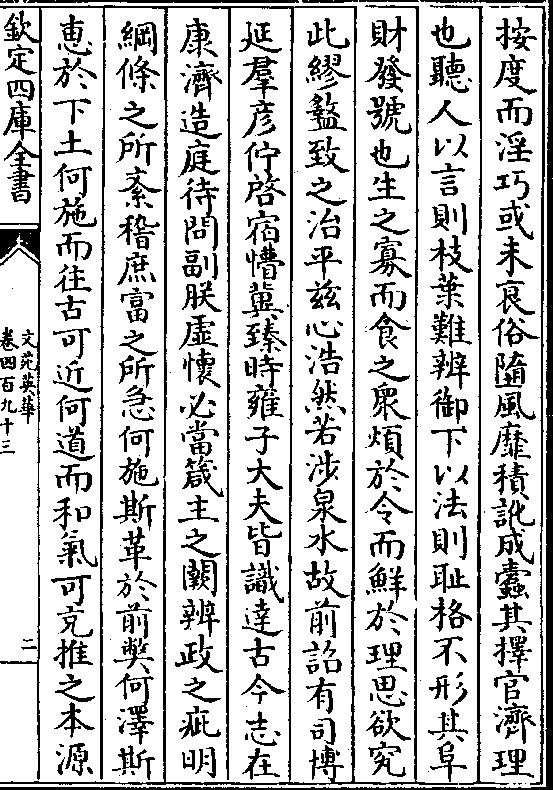 按度而淫巧或未衰俗隨風靡積訛成蠹其擇官濟理
也聽人以言則枝葉難辨御下以法則耻格不形其阜
財發號也生之寡而食之衆煩於令而鮮於理思欲究
此繆盭致之治平兹心浩然若涉泉水故前詔有司博
延羣彦佇啓宿懵冀臻時雍子大夫皆識達古今志在
康濟造庭待問副朕虚懷必當箴主之闕辨政之疵明
綱條之所紊稽庶富之所急何施斯革於前弊何澤斯
恵於下土何施而往古可近何道而和氣可充推之本源
欽定四庫全書
文苑英華
卷四百九十三
二